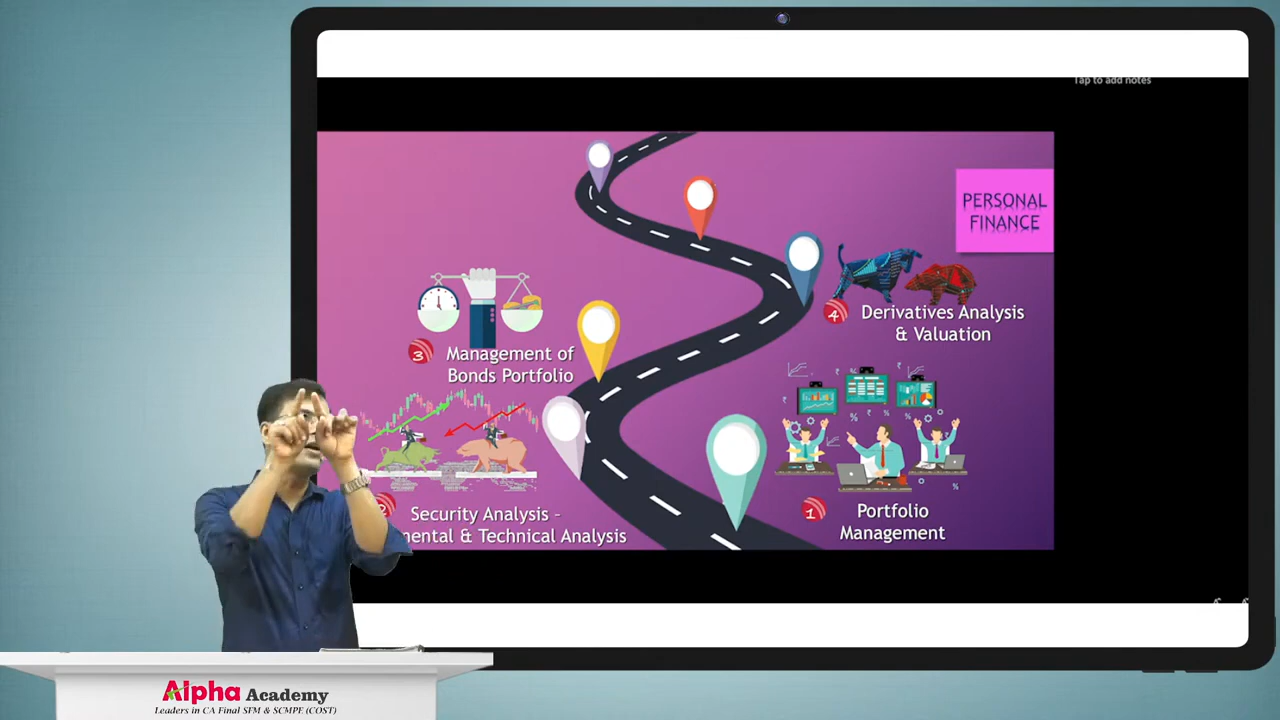 Tap to add notes
PERSONAL
FINANCE
4
Derivatives Analysis
& Valuation
3
Management of
Bonds Portfolio
2
Security Analysis –
mental & Technical Analysis
1
Portfolio
Management
Alpha Academy
Leaders in CA Final SFM & SCMPE (COST)